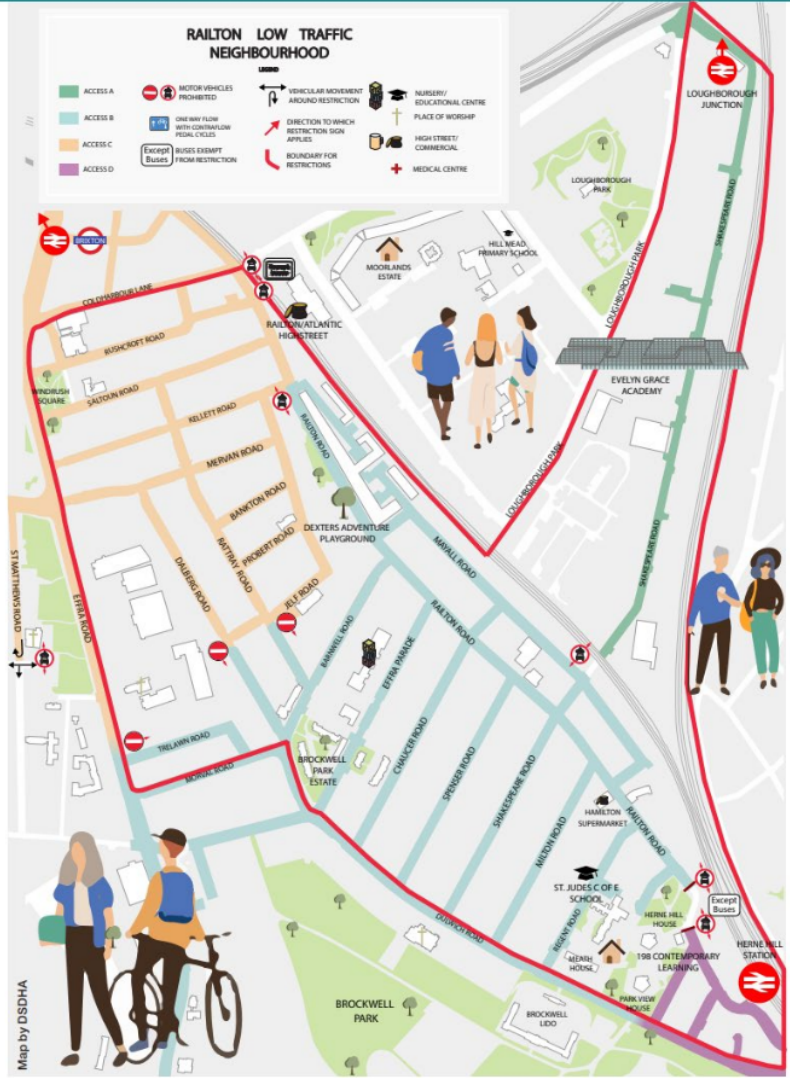 RAILTON LOW TRAFFIC
NEIGHBOURHOOD
LEGEND
ACCESS A
ACCESS B
ACCESS C
ACCESS D
MOTOR VEHICLES
PROHIBITED
ONE WAY FLOW
WITH CONTRAFLOW
PEDAL CYCLES
Except
Buses
BUSES EXEMPT
FROM RESTRICTION
VEHICULAR MOVEMENT
AROUND RESTRICTION
DIRECTION TO WHICH
RESTRICTION SIGN
APPLIES
BOUNDARY FOR
RESTRICTIONS
NURSERY/
EDUCATIONAL CENTRE
PLACE OF WORSHIP
HIGH STREET/
COMMERCIAL
MEDICAL CENTRE
LOUGHBOROUGH
JUNCTION
LOUGHBOROUGH
PARK
SHAKESPEARE ROAD
BRIXTON
HILL MEAD
PRIMARY SCHOOL
MOORLANDS
ESTATE
LOUGHBOROUGH PARK
COLDHARBOUR LANE
RAILTON/ATLANTIC
HIGHSTREET
RUSHCROFT ROAD
EVELYN GRACE
ACADEMY
WINDRUSH
SQUARE
SALTOUN ROAD
KELLETT ROAD
RAILTON ROAD
MERVAN ROAD
LOUGHBOROUGH PARK
BANKTON ROAD
DEXTERS ADVENTURE
PLAYGROUND
PROBERT ROAD
RATTRAY ROAD
DALBERG ROAD
MAYALL ROAD
SHAKESPEARE ROAD
ST MATTHEWS ROAD
EFFRA ROAD
JELF ROAD
RAILTON ROAD
BARNWELL ROAD
EFFRA PARADE
TRELAWN ROAD
MORVAL ROAD
BROCKWELL
PARK
ESTATE
CHAUCER ROAD
SPENSER ROAD
SHAKESPEARE ROAD
MILTON ROAD
HAMILTON
SUPERMARKET
RAILTON ROAD
ST. JUDES C OF E
SCHOOL
HERNE HILL
HOUSE
Except
Buses
REGENT ROAD
DULWICH ROAD
MEATH
HOUSE
198 CONTEMPORARY
LEARNING
HERNE HILL
STATION
PARK VIEW
HOUSE
BROCKWELL
PARK
BROCKWELL
LIDO
Map by DSDHA